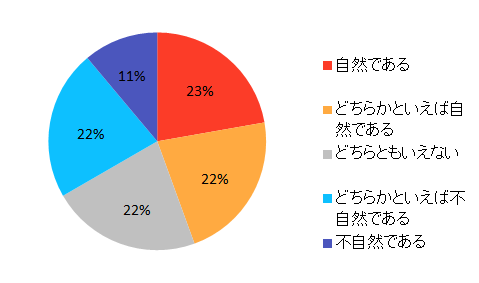 11%
23%
22%
22%
22%
自然である
どちらかといえば自
然である
どちらともいえない
どちらかといえば不
自然である
不自然である